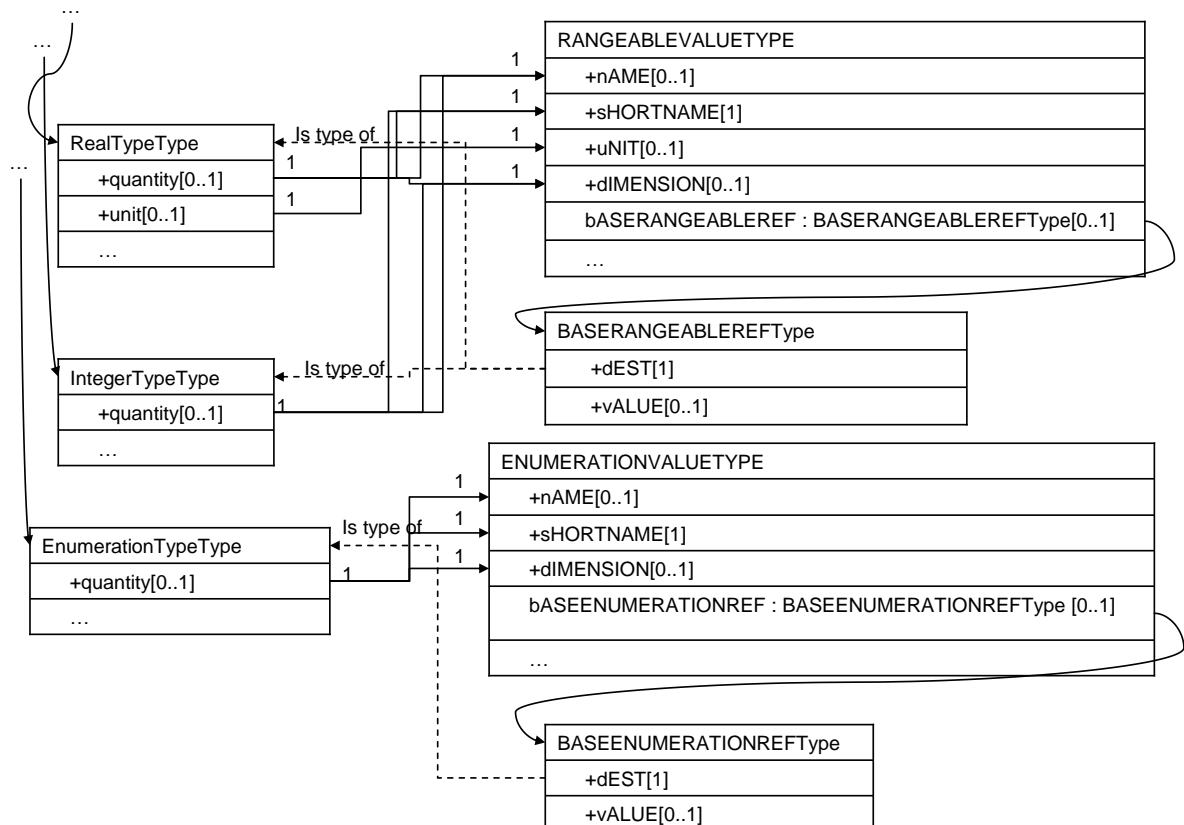 …
…
…
RealTypeType
+quantity[0..1]
+unit[0..1]
…
1
1
Is type of
1
1
1
1
RANGEABLEVALUETYPE
+nAME[0..1]
+sHORTNAME[1]
+uNIT[0..1]
+dIMENSION[0..1]
bASERANGEABLEREF : BASERANGEABLEREFType[0..1]
…
IntegerTypeType
+quantity[0..1]
…
1
Is type of
BASERANGEABLEREFType
+dEST[1]
+vALUE[0..1]
EnumerationTypeType
+quantity[0..1]
…
1
Is type of
1
1
1
ENUMERATIONVALUETYPE
+nAME[0..1]
+sHORTNAME[1]
+dIMENSION[0..1]
bASEENUMERATIONREF : BASEENUMERATIONREFType [0..1]
…
BASEENUMERATIONREFType
+dEST[1]
+vALUE[0..1]